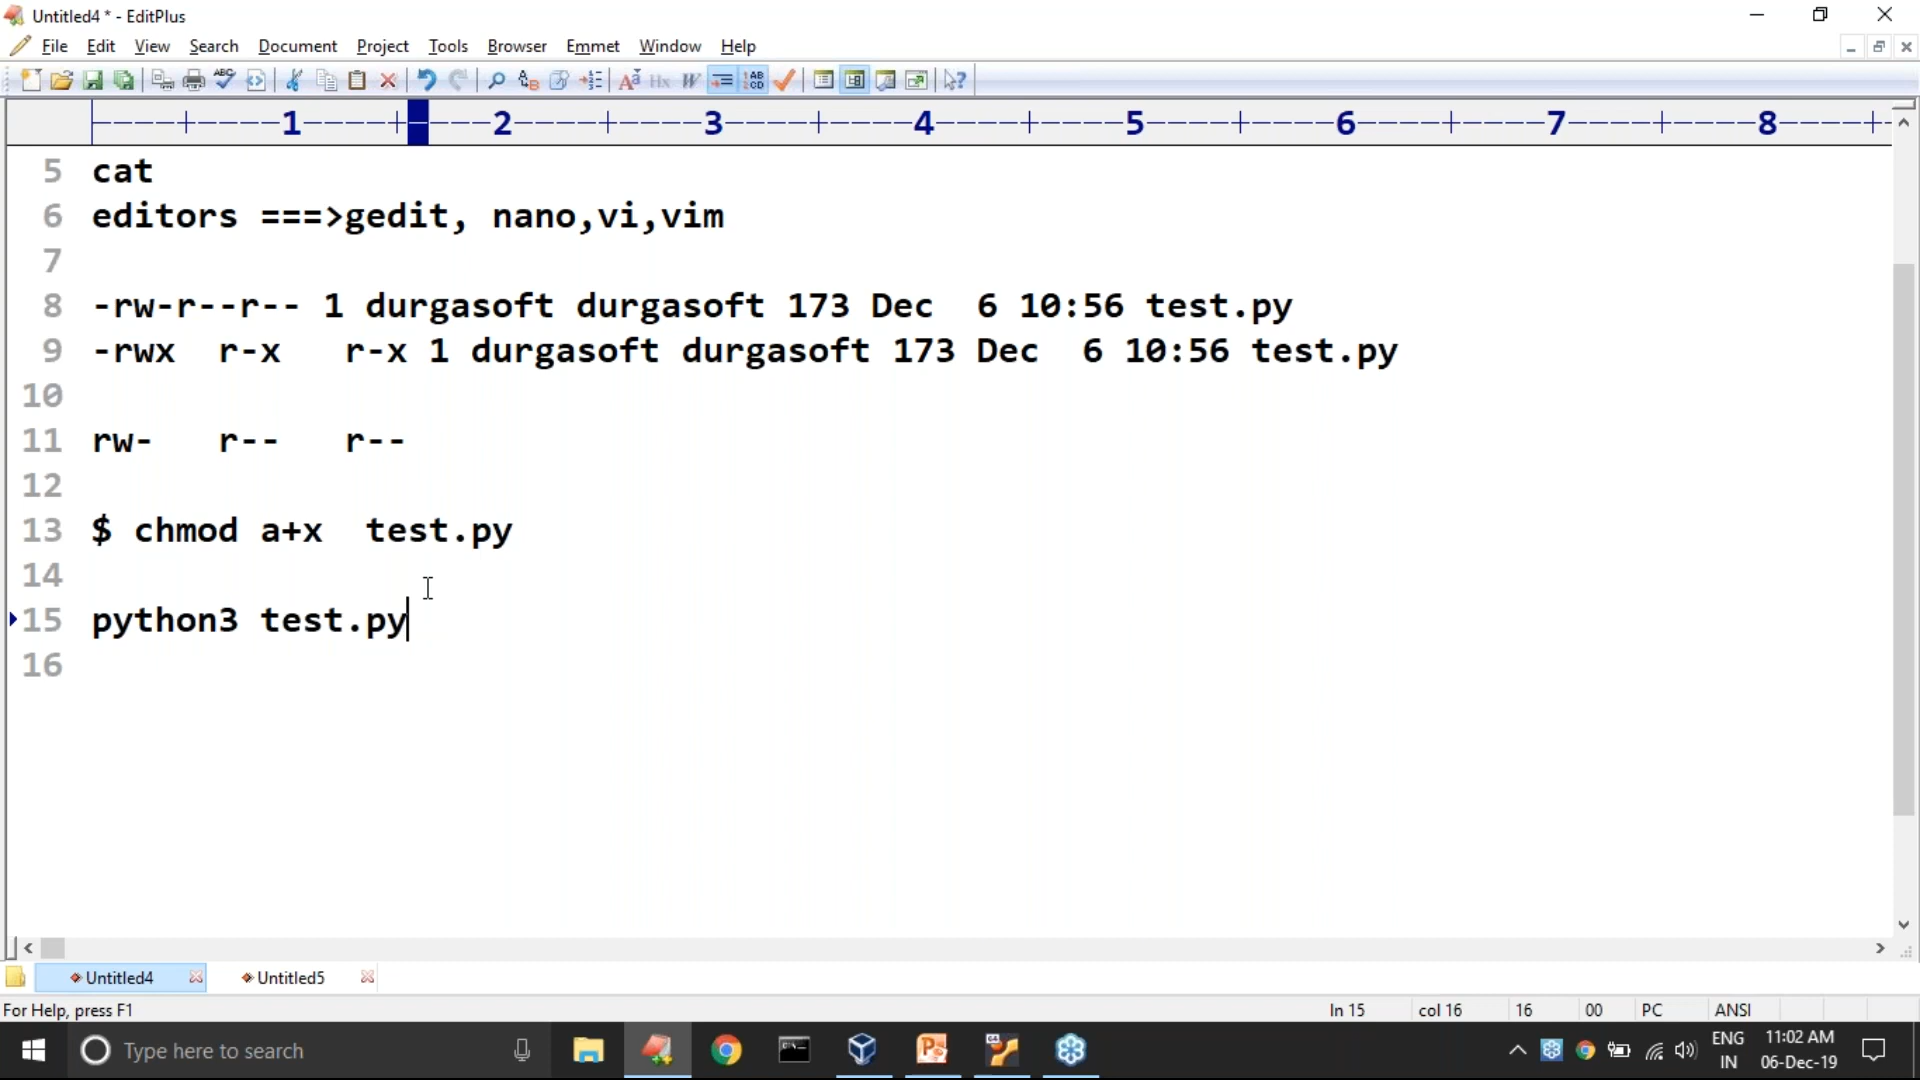 Untitled4 * - EditPlus
File Edit View Search Document Project Tools Browser Emmet Window Help
1 2 3 4 5 6 7 8
5 cat
6 editors ===>gedit, nano,vi,vim
7
8 -rw-r--r-- 1 durgasoft durgasoft 173 Dec  6 10:56 test.py
9 -rwx  r-x   r-x 1 durgasoft durgasoft 173 Dec  6 10:56 test.py
10
11 rw-   r--   r--
12
13 $ chmod a+x  test.py
14
15 python3 test.py
16
Untitled4 Untitled5
For Help, press F1 ln 15 col 16 16 00 PC ANSI
Type here to search ENG 11:02 AM
IN 06-Dec-19